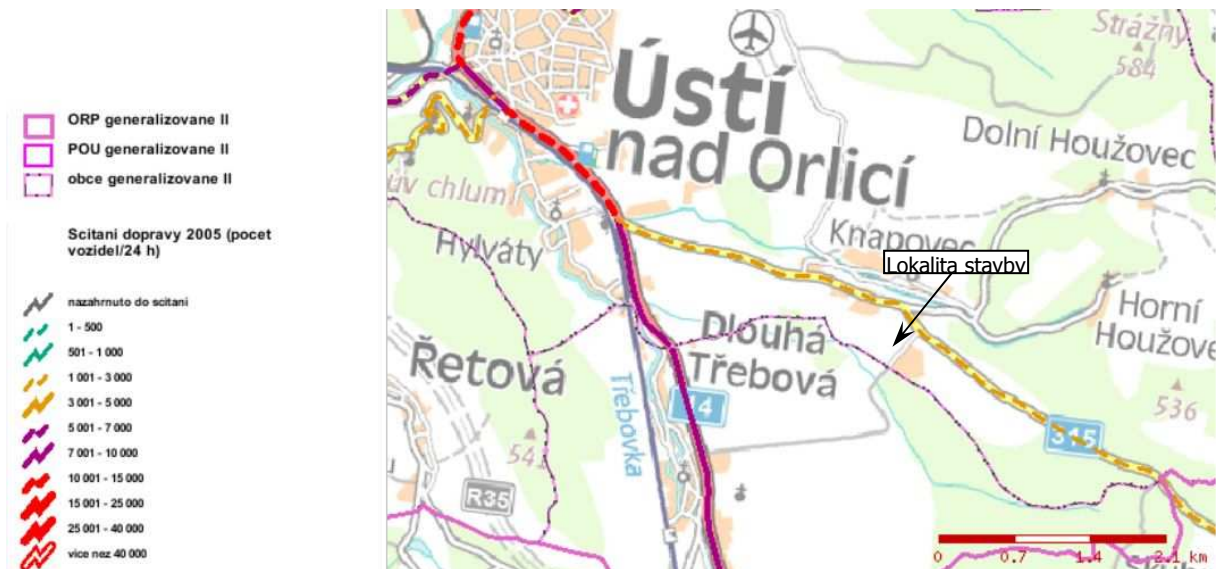 ORP generalizovane II
POU generalizovane II
obce generalizovane II
Scitani dopravy 2005 (pocet
vozidel/24 h)
nazahrnuto do scitani
1 - 500
501 - 1 000
1 001 - 3 000
3 001 - 5 000
5 001 - 7 000
7 001 - 10 000
10 001 - 15 000
15 001 - 25 000
25 001 - 40 000
vice nez 40 000
Strážný
584
Ústí
nad Orlicí
Dolní Houžovec
ův chlum
Hylváty
Knapovec
Lokalita stavby
Horní
Houžove
Dlouhá
Třebová
Řetová
Třebovka
14
536
315
541
R35
0 0.7 1.4 2.1 km